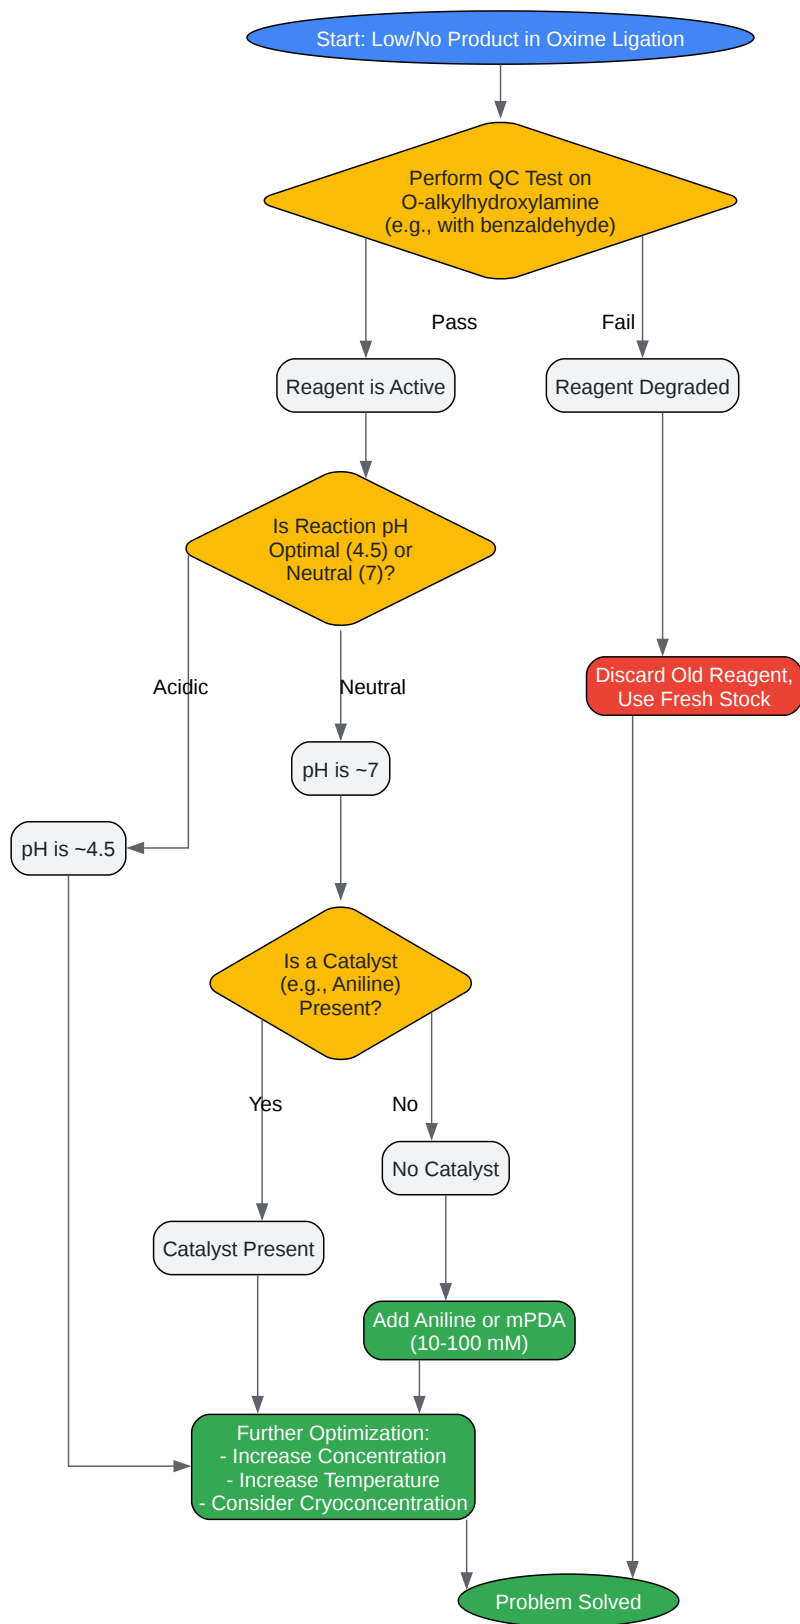 Start: Low/No Product in Oxime Ligation
Perform QC Test on
O-alkylhydroxylamine
(e.g., with benzaldehyde)
Pass
Fail
Reagent is Active
Reagent Degraded
Is Reaction pH
Optimal (4.5) or
Neutral (7)?
Discard Old Reagent,
Use Fresh Stock
Acidic
Neutral
pH is ~7
pH is ~4.5
Is a Catalyst
(e.g., Aniline)
Present?
Yes
No
No Catalyst
Catalyst Present
Add Aniline or mPDA
(10-100 mM)
Further Optimization:
- Increase Concentration
- Increase Temperature
- Consider Cryoconcentration
Problem Solved